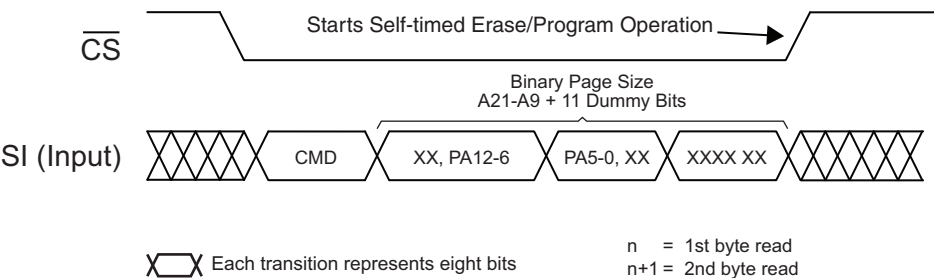 Starts Self-timed Erase/Program Operation
CS
Binary Page Size
A21-A9 + 11 Dummy Bits
SI (Input)
CMD
XX, PA12-6
PA5-0, XX
XXXX XX
Each transition represents eight bits
n = 1st byte read
n+1 = 2nd byte read